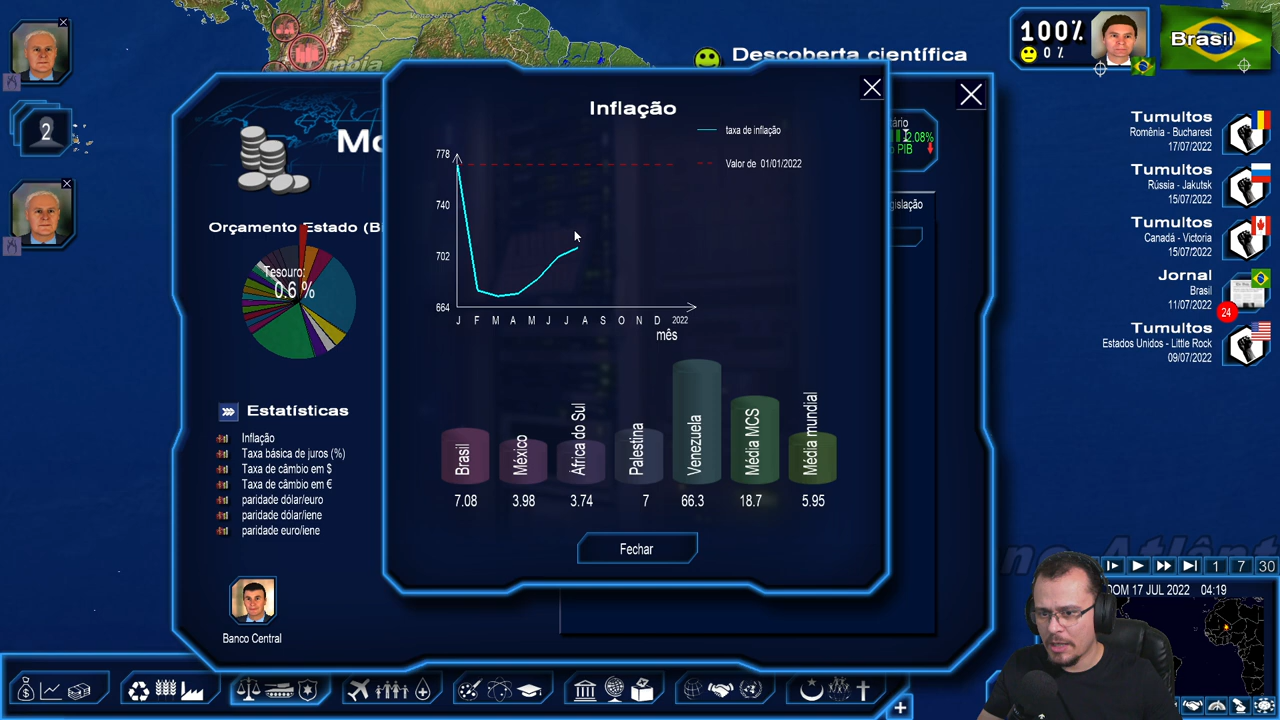 Descoberta científica
100%
0 %
Brasil
2
Mo
2.08%
PIB
Orçamento Estado (B
Tesouro:
0.6 %
Estatísticas
Inflação
Taxa básica de juros (%)
Taxa de câmbio em $
Taxa de câmbio em €
paridade dólar/euro
paridade dólar/iene
paridade euro/iene
Banco Central
Inflação
taxa de inflação
Valor de 01/01/2022
778
740
702
664
J F M A M J J A S O N D 2022
mês
Brasil
México
África do Sul
Palestina
Venezuela
Média MCS
Média mundial
7.08 3.98 3.74 7 66.3 18.7 5.95
Fechar
Tumultos
Romênia - Bucharest
17/07/2022
Tumultos
Rússia - Jakutsk
15/07/2022
Tumultos
Canadá - Victoria
15/07/2022
Jornal
Brasil
11/07/2022
24
Tumultos
Estados Unidos - Little Rock
09/07/2022
1 7 30
DOM 17 JUL 2022 04:19